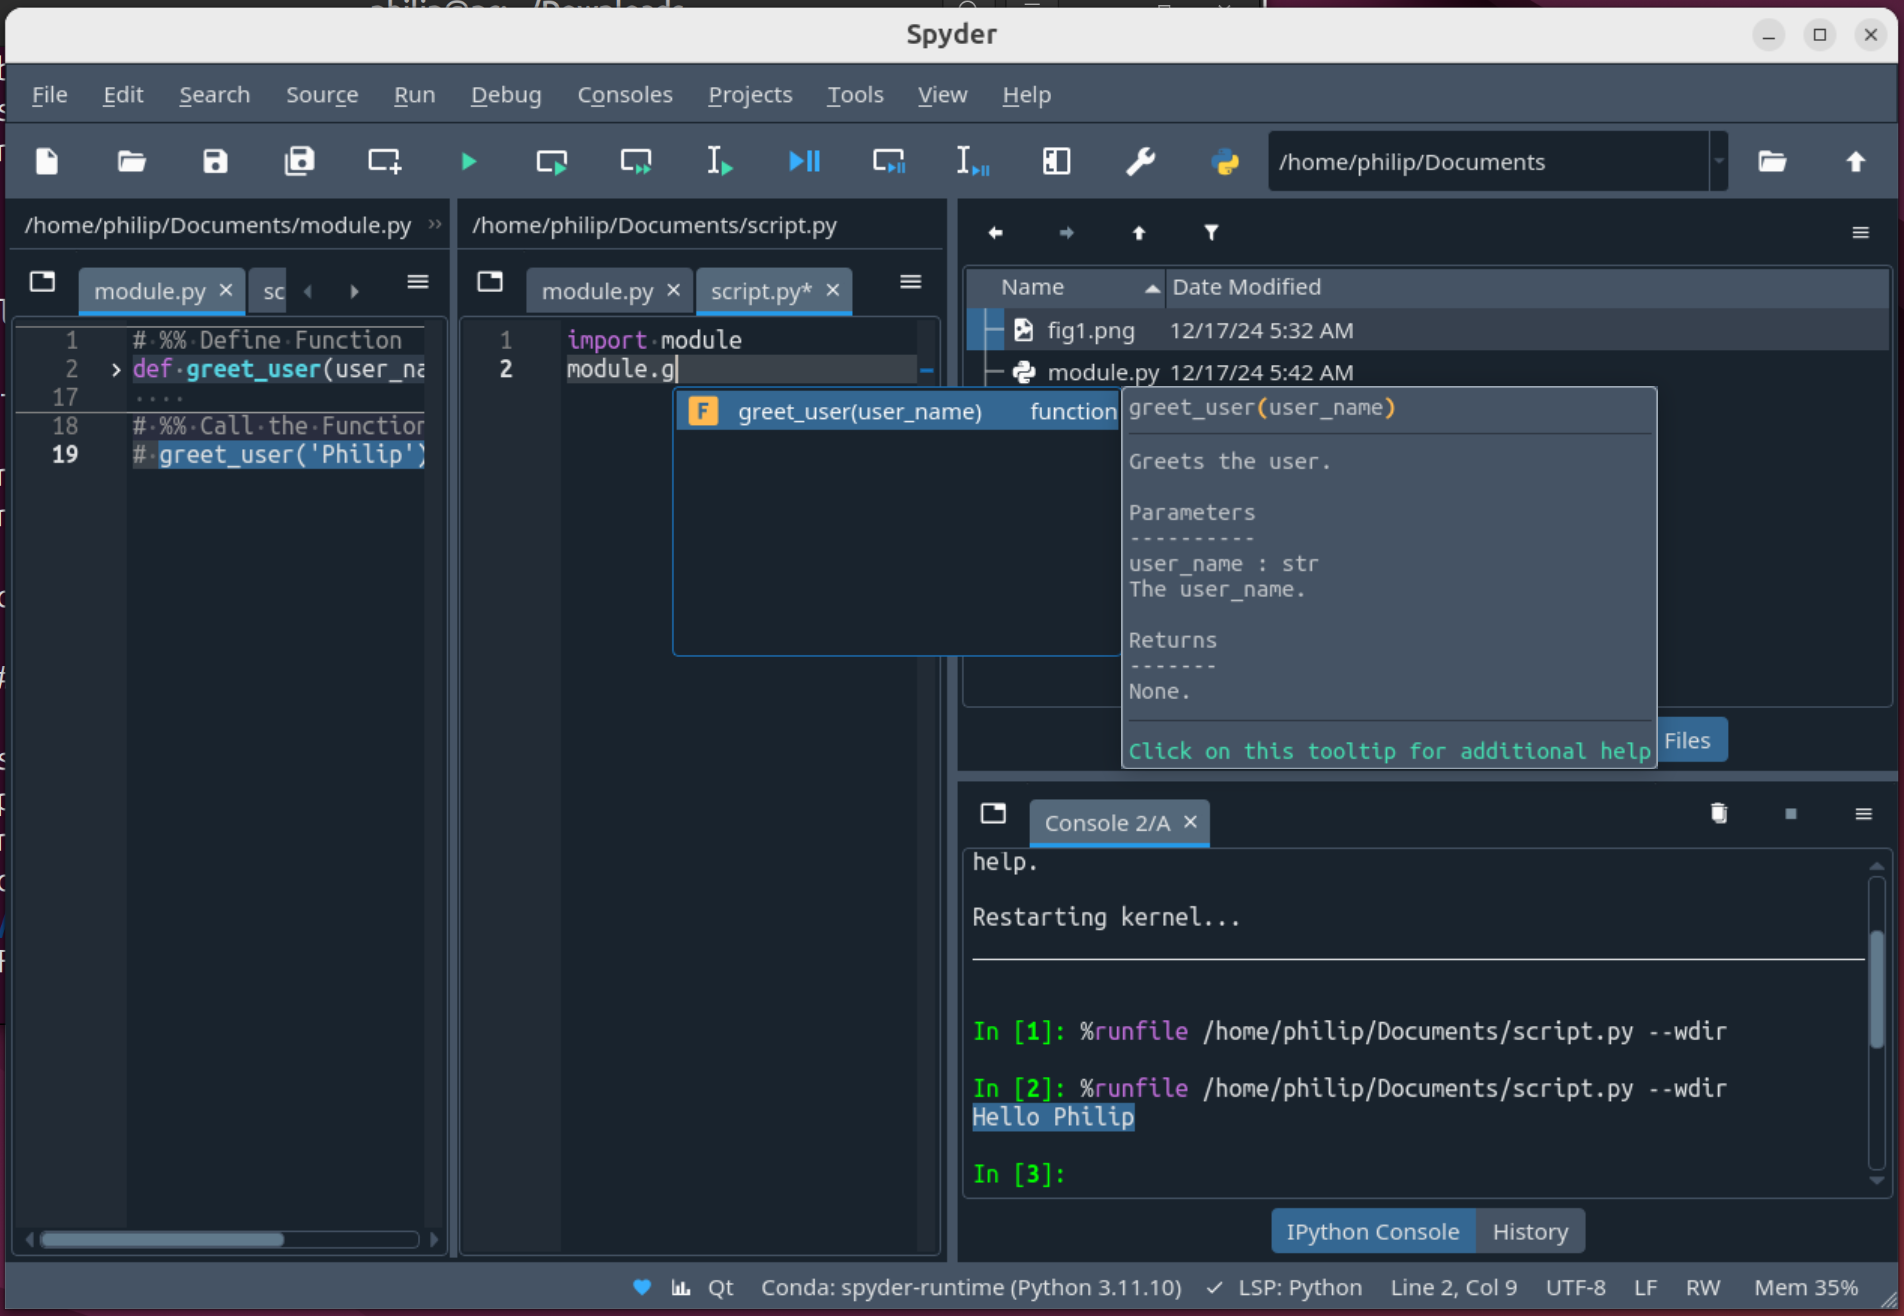 Spyder
File Edit Search Source Run Debug Consoles Projects Tools View Help
/home/philip/Documents
/home/philip/Documents/module.py
module.py
sc
1 # %% Define Function
2 def greet_user(user_na
17
18 # %% Call the Function
19 # greet_user('Philip')
/home/philip/Documents/script.py
module.py
script.py*
1 import module
2 module.g
F greet_user(user_name) function
greet_user(user_name)
Greets the user.
Parameters
----------
user_name : str
The user_name.
Returns
-------
None.
Click on this tooltip for additional help
Name Date Modified
fig1.png 12/17/24 5:32 AM
module.py 12/17/24 5:42 AM
Files
Console 2/A
help.
Restarting kernel...
In [1]: %runfile /home/philip/Documents/script.py --wdir
In [2]: %runfile /home/philip/Documents/script.py --wdir
Hello Philip
In [3]:
IPython Console History
Qt Conda: spyder-runtime (Python 3.11.10) ✓ LSP: Python Line 2, Col 9 UTF-8 LF RW Mem 35%